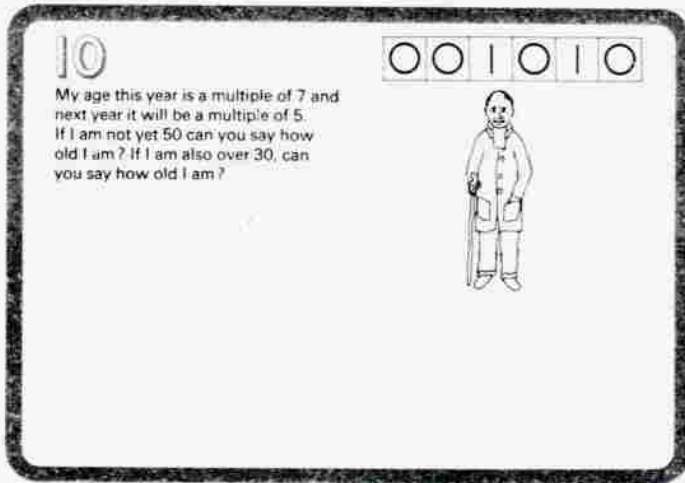 10
001010
My age this year is a multiple of 7 and
next year it will be a multiple of 5.
If I am not yet 50 can you say how
old I am? If I am also over 30, can
you say how old I am?